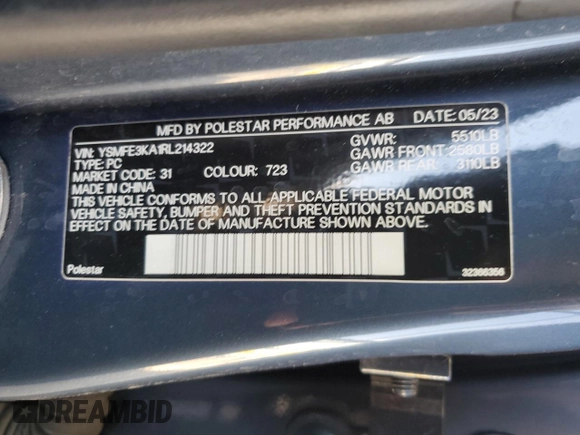 MFD BY POLESTAR PERFORMANCE AB DATE: 05/23
VIN: YSMFE3KA1RL214322 GVWR: 5510LB
TYPE: PC GAWR FRONT: 2580LB
MARKET CODE: 31 COLOUR: 723 GAWR REAR: 3110LB
MADE IN CHINA
THIS VEHICLE CONFORMS TO ALL APPLICABLE FEDERAL MOTOR
VEHICLE SAFETY, BUMPER AND THEFT PREVENTION STANDARDS IN
EFFECT ON THE DATE OF MANUFACTURE SHOWN ABOVE.
Polestar 32366356
DREAMBID